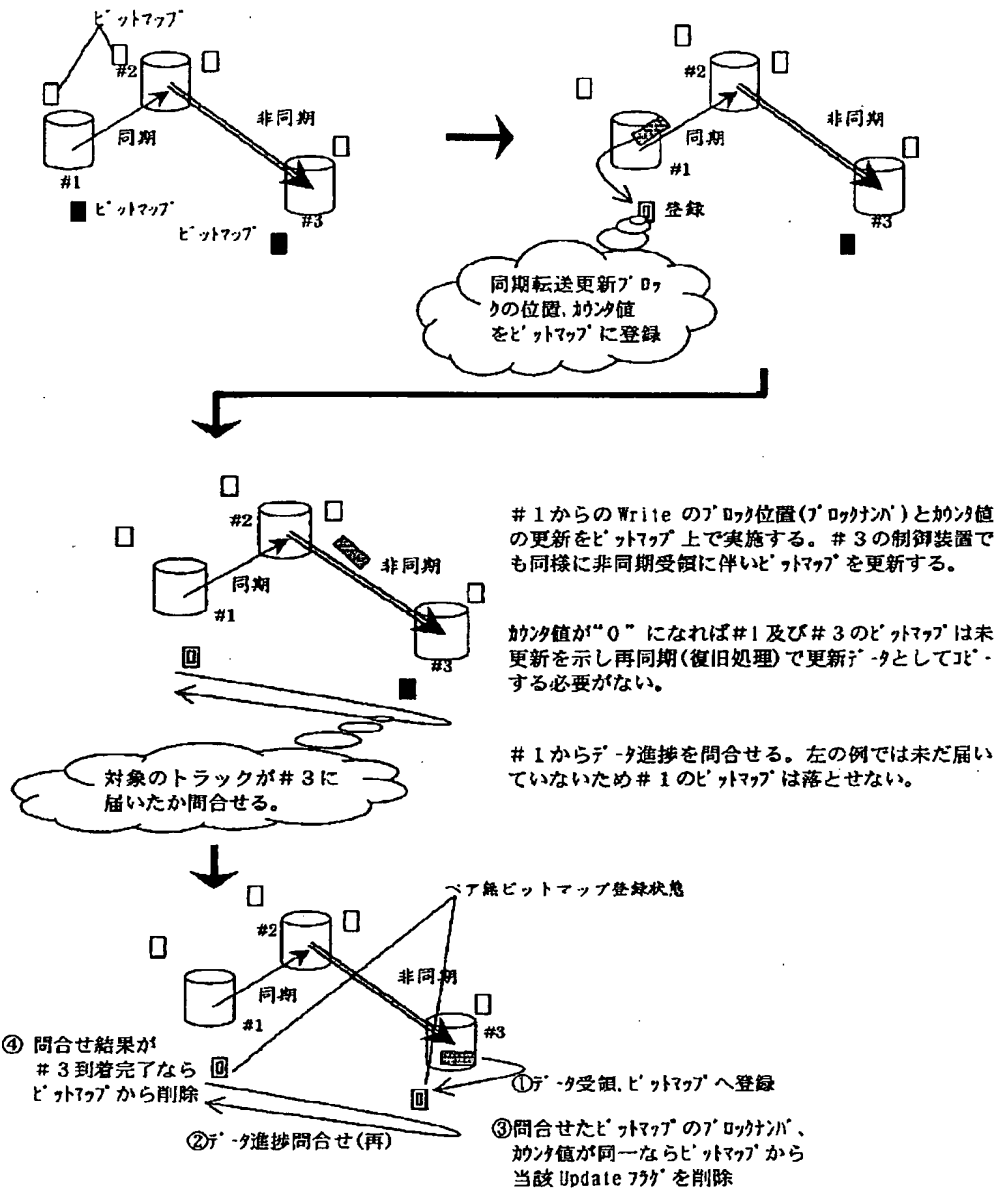 ﾋﾞｯﾄﾏｯﾌﾟ
#2
同期
非同期
#1
#3
ﾋﾞｯﾄﾏｯﾌﾟ
ﾋﾞｯﾄﾏｯﾌﾟ
#2
同期
非同期
#1
#3
登録
同期転送更新ﾌﾞﾛｯ
ｸの位置,ｶｳﾝﾀ値
をﾋﾞｯﾄﾏｯﾌﾟに登録
#2
同期
非同期
#1
#3
対象のトラックが＃３に
届いたか問合せる。
＃１からのWrite のﾌﾞﾛｯｸ位置(ﾌﾞﾛｯｸﾅﾝﾊﾞ)とｶｳﾝﾀ値
の更新をﾋﾞｯﾄﾏｯﾌﾟ上で実施する。＃３の制御装置で
も同様に非同期受領に伴いﾋﾞｯﾄﾏｯﾌﾟを更新する。
ｶｳﾝﾀ値が“０”になれば＃1及び＃３のﾋﾞｯﾄﾏｯﾌﾟは未
更新を示し再同期(復旧処理)で更新ﾃﾞｰﾀとしてｺﾋﾟｰ
する必要がない。
＃１からﾃﾞｰﾀ進捗を問合せる。左の例では未だ届い
ていないため＃１のﾋﾞｯﾄﾏｯﾌﾟは落とせない。
ペア無ビットマップ登録状態
#2
同期
非同期
#1
#3
④ 問合せ結果が
＃３到着完了なら
ﾋﾞｯﾄﾏｯﾌﾟから削除
①ﾃﾞｰﾀ受領,ﾋﾞｯﾄﾏｯﾌﾟへ登録
②ﾃﾞｰﾀ進捗問合せ(再)
③問合せたﾋﾞｯﾄﾏｯﾌﾟのﾌﾞﾛｯｸﾅﾝﾊﾞ、
ｶｳﾝﾀ値が同一ならﾋﾞｯﾄﾏｯﾌﾟから
当該Updateﾌﾗｸﾞを削除